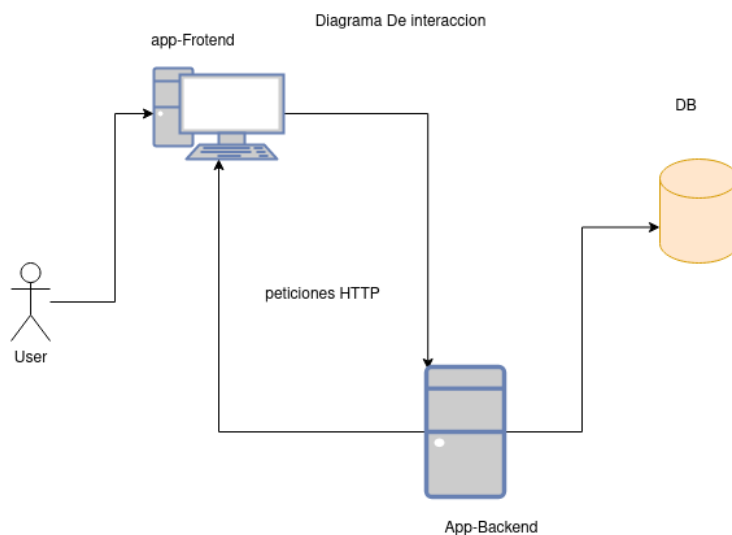 Diagrama De interaccion
app-Frotend
DB
peticiones HTTP
User
App-Backend